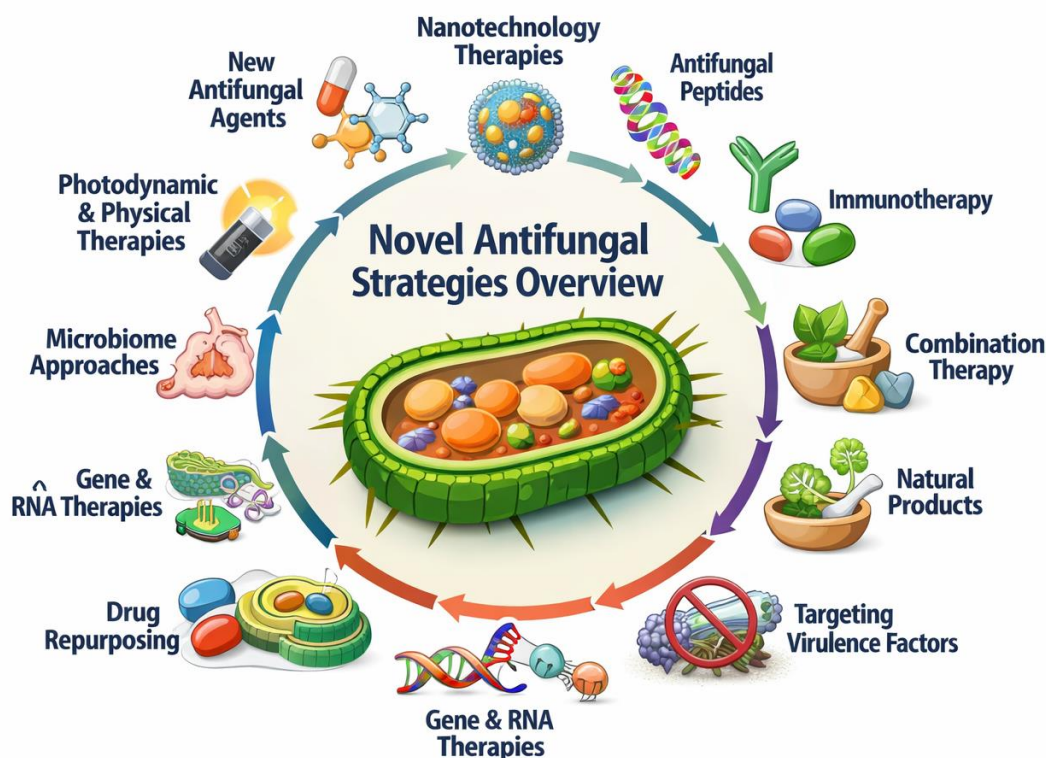 Nanotechnology
Therapies
New
Antifungal
Agents
Antifungal
Peptides
Photodynamic
& Physical
Therapies
Immunotherapy
Novel Antifungal
Strategies Overview
Microbiome
Approaches
Combination
Therapy
Gene &
RNA Therapies
Natural
Products
Drug
Repurposing
Targeting
Virulence Factors
Gene & RNA
Therapies